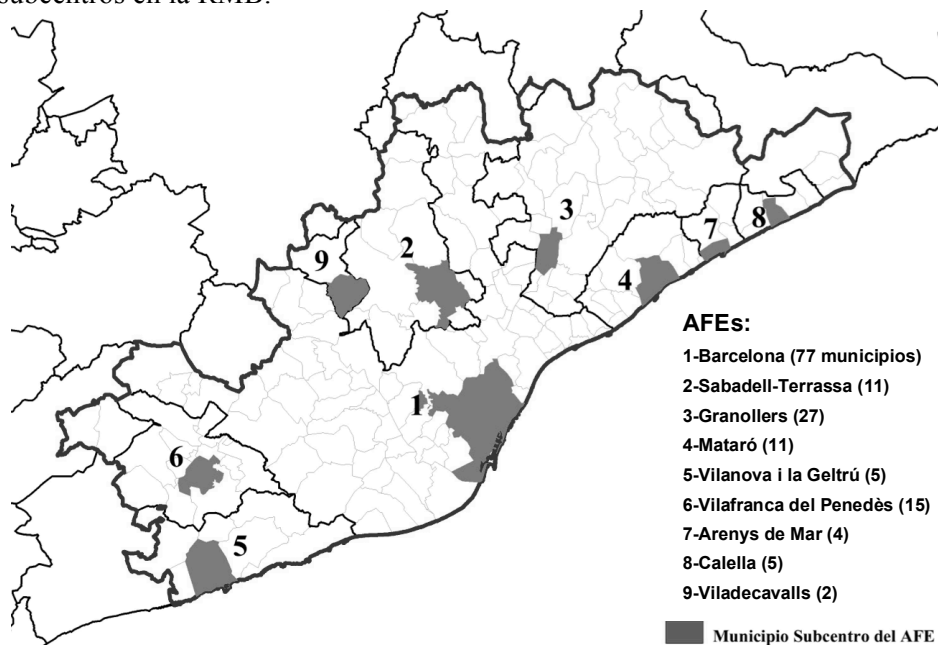 subcentros en la RMB.
3
8
7
2
9
4
1
6
5
AFEs:
1-Barcelona (77 municipios)
2-Sabadell-Terrassa (11)
3-Granollers (27)
4-Mataró (11)
5-Vilanova i la Geltrú (5)
6-Vilafranca del Penedès (15)
7-Arenys de Mar (4)
8-Calella (5)
9-Viladecavalls (2)
Municipio Subcentro del AFE